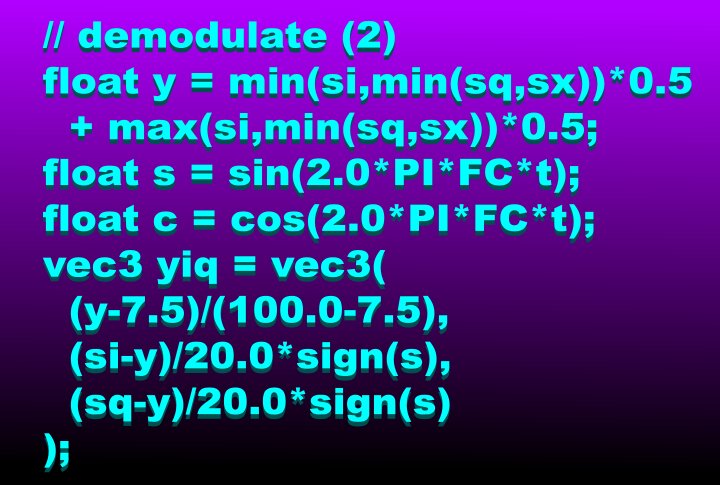 // demodulate (2)
float y = min(si,min(sq,sx))*0.5
+ max(si,min(sq,sx))*0.5;
float s = sin(2.0*PI*FC*t);
float c = cos(2.0*PI*FC*t);
vec3 yiq = vec3(
(y-7.5)/(100.0-7.5),
(si-y)/20.0*sign(s),
(sq-y)/20.0*sign(s)
);